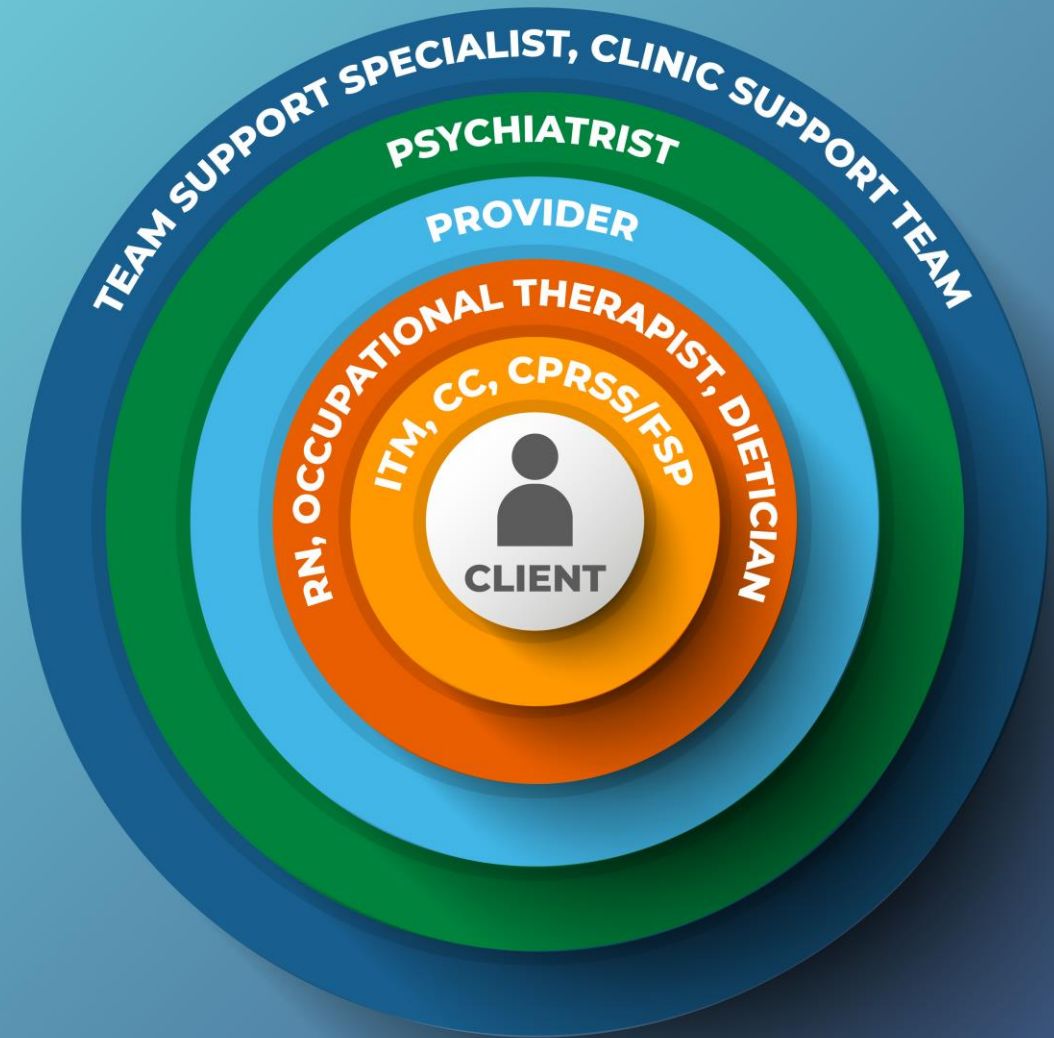 TEAM SUPPORT SPECIALIST, CLINIC SUPPORT TEAM
PSYCHIATRIST
PROVIDER
RN, OCCUPATIONAL THERAPIST, DIETICIAN
ITM, CC, CPRSS/FSP
CLIENT